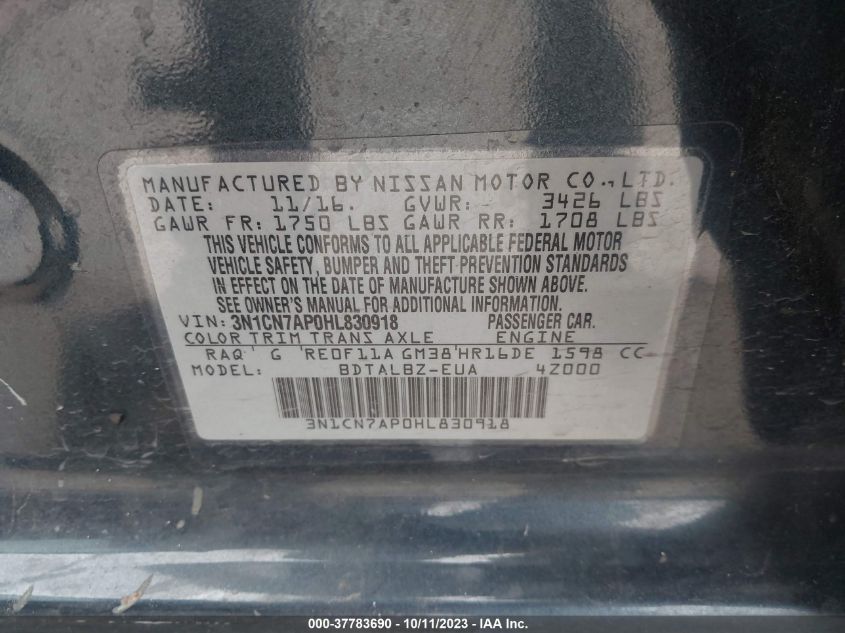 MANUFACTURED BY NISSAN MOTOR CO., LTD.
DATE: 11/16. GVWR: 3426 LBS
GAWR FR: 1750 LBS GAWR RR: 1708 LBS
THIS VEHICLE CONFORMS TO ALL APPLICABLE FEDERAL MOTOR
VEHICLE SAFETY, BUMPER AND THEFT PREVENTION STANDARDS
IN EFFECT ON THE DATE OF MANUFACTURE SHOWN ABOVE.
SEE OWNER'S MANUAL FOR ADDITIONAL INFORMATION.
VIN: 3N1CN7AP0HL830918 PASSENGER CAR.
COLOR TRIM TRANS AXLE ENGINE
RAQ G RE0F11A GM38 HR16DE 1598 CC
MODEL: BDTALBZ-EUA 4Z000
3N1CN7AP0HL830918
000-37783690 - 10/11/2023 - IAA Inc.